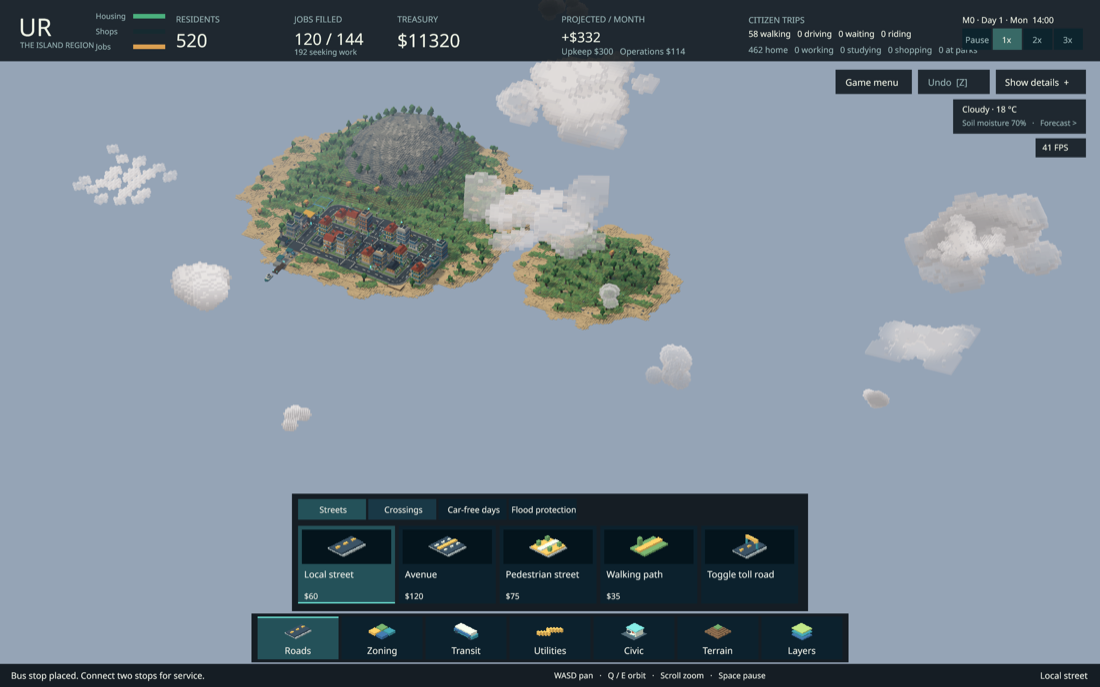 UR
THE ISLAND REGION
Housing
Shops
Jobs
RESIDENTS
520
JOBS FILLED
120 / 144
192 seeking work
TREASURY
$11320
PROJECTED / MONTH
+$332
Upkeep $300 Operations $114
CITIZEN TRIPS
58 walking 0 driving 0 waiting 0 riding
462 home 0 working 0 studying 0 shopping 0 at parks
M0 · Day 1 · Mon 14:00
Pause 1x 2x 3x
Game menu
Undo [Z]
Show details +
Cloudy · 18 °C
Soil moisture 70% · Forecast >
41 FPS
Streets Crossings Car-free days Flood protection
Local street
$60
Avenue
$120
Pedestrian street
$75
Walking path
$35
Toggle toll road
Roads Zoning Transit Utilities Civic Terrain Layers
Bus stop placed. Connect two stops for service.
WASD pan · Q / E orbit · Scroll zoom · Space pause
Local street